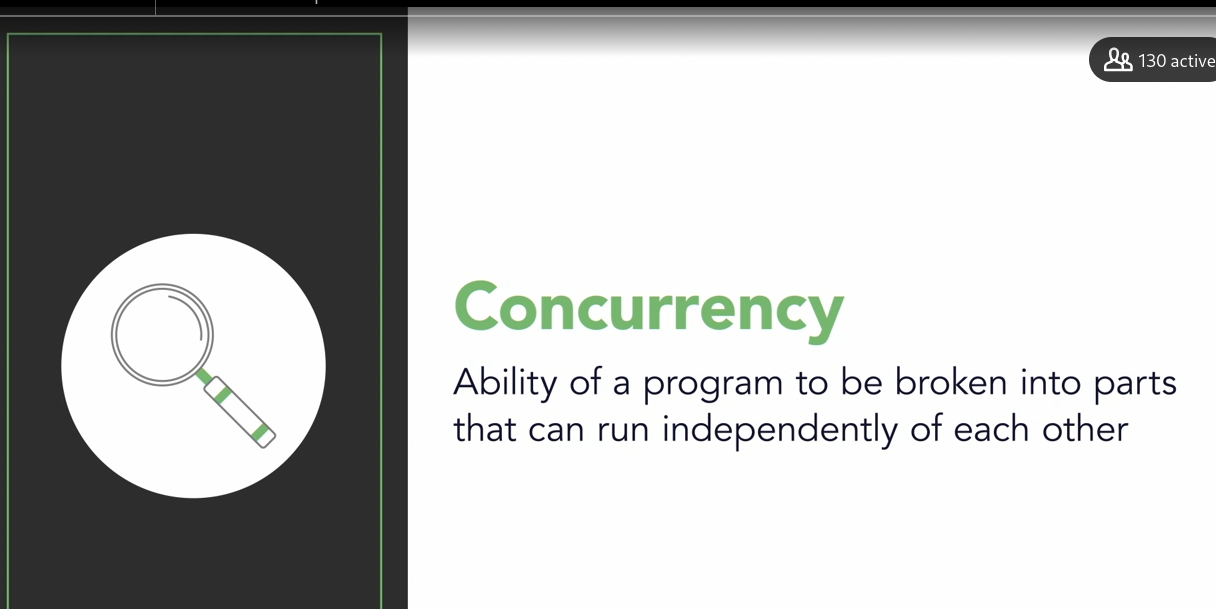 130 active
Concurrency
Ability of a program to be broken into parts
that can run independently of each other